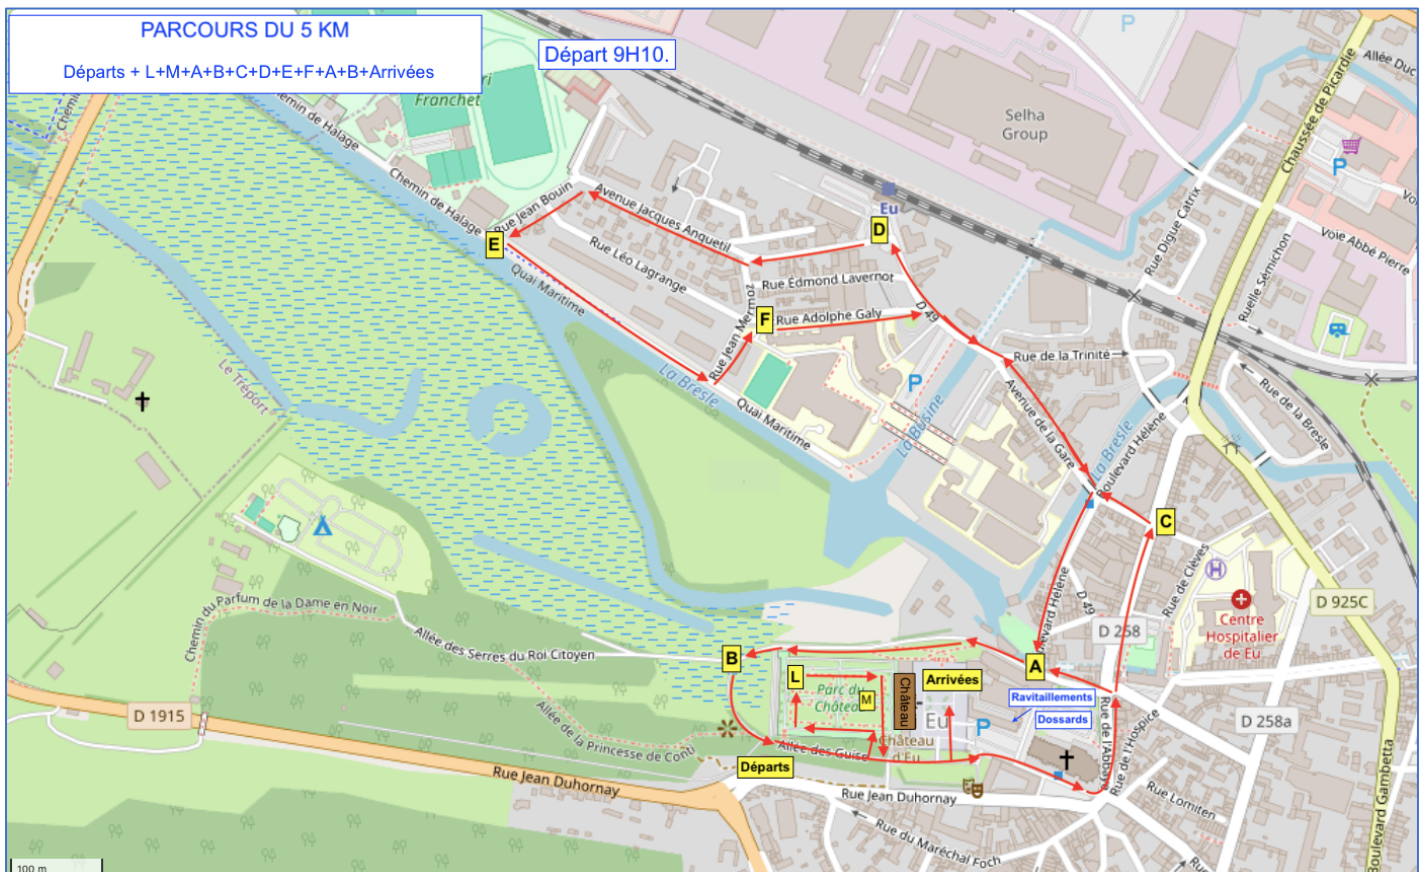 PARCOURS DU 5 KM
Départs + L+M+A+B+C+D+E+F+A+B+Arrivées
Départ 9H10.
P
Allée Duc
Chaussée de Picardie
Franchet
Chemin de Halage
Selha
Group
P
Chemin de Halage
Rue Jean Bouin
Avenue Jacques Anquetil
Eu
Rue Digue Catrix
Voie Abbé Pierre
E
D
Rue Léo Lagrange
Quai Maritime
Rue Edmond Lavernot
Ruelle Sémichon
F
Rue Adolphe Galy
D 49
Rue Jean Mermoz
Rue de la Trinité
Le Tréport
La Bresle
P
Avenue de la Gare
Rue de la Bresle
Quai Maritime
La Busine
La Bresle
Boulevard Hélène
C
Rue de Clèves
H
D 925C
Chemin du Parfum de la Dame en Noir
Centre
Hospitalier
de Eu
Boulevard Hélène
D 49
D 258
Allée des Serres du Roi Citoyen
B
A
L
Parc du
Château
M
Château
Arrivées
Ravitaillements
Dossards
Eu
P
D 1915
Allée de la Princesse de Conti
Allée des Guise
Château
d'Eu
Rue de l'Abbaye
Rue de l'Hospice
D 258a
Départs
Rue Jean Duhornay
Rue Jean Duhornay
Rue Lomiten
Rue du Maréchal Foch
Boulevard Gambetta
100 m